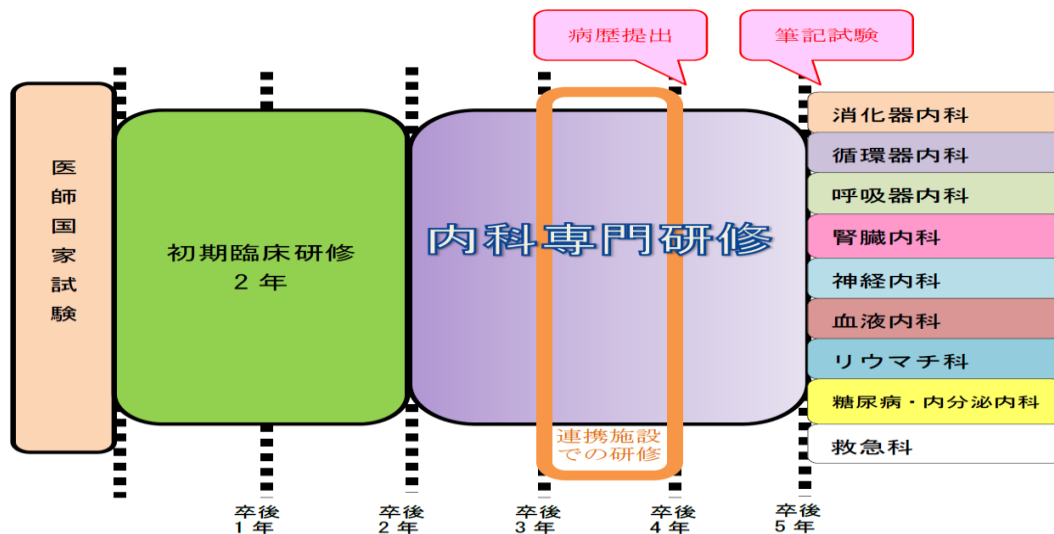 病歴提出
筆記試験
医師国家試験
初期臨床研修
2 年
内科専門研修
連携施設
での研修
消化器内科
循環器内科
呼吸器内科
腎臓内科
神経内科
血液内科
リウマチ科
糖尿病・内分泌内科
救急科
卒後
1年
卒後
2年
卒後
3年
卒後
4年
卒後
5年